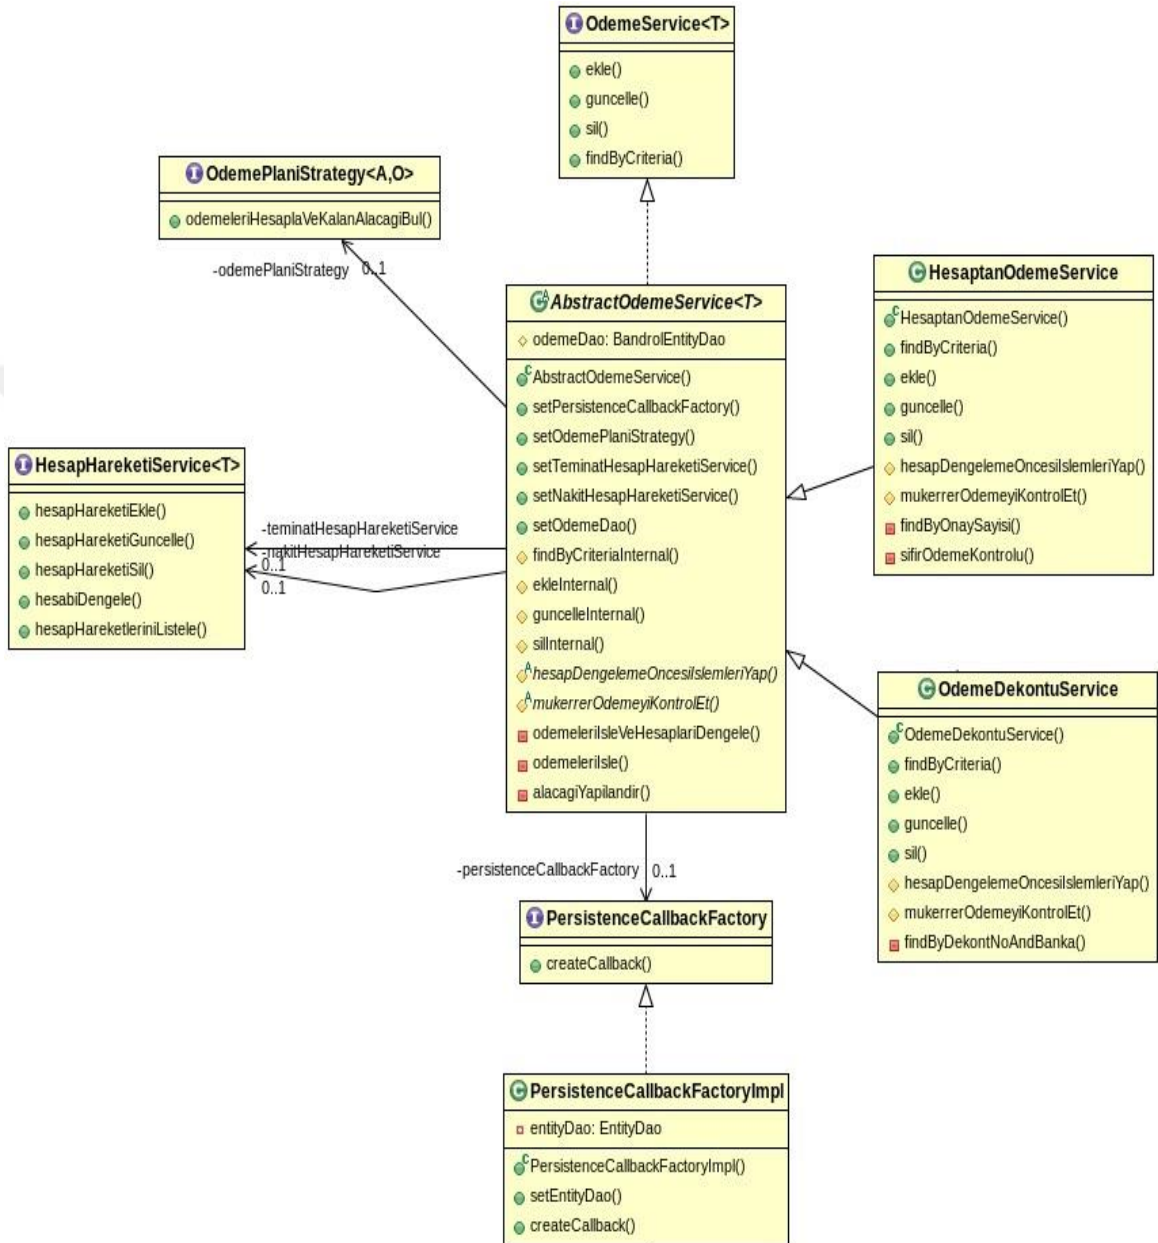 OdemeService<T>
ekle()
guncelle()
sil()
findByCriteria()
OdemePlaniStrategy<A,O>
odemeleriHesaplaVeKalanAlacagiBul()
-odemePlaniStrategy 0..1
AbstractOdemeService<T>
odemeDao: BandrolEntityDao
AbstractOdemeService()
setPersistenceCallbackFactory()
setOdemePlaniStrategy()
setTeminatHesapHareketiService()
setNakitHesapHareketiService()
setOdemeDao()
findByCriteriaInternal()
ekleInternal()
guncelleInternal()
silInternal()
hesapDengelemeOncesiIslemleriYap()
mukerrerOdemeyiKontrolEt()
odemeleriIsleVeHesaplariDengele()
odemeleriIsle()
alacagiYapilandir()
HesaptanOdemeService
HesaptanOdemeService()
findByCriteria()
ekle()
guncelle()
sil()
hesapDengelemeOncesiIslemleriYap()
mukerrerOdemeyiKontrolEt()
findByOnaySayisi()
sifirOdemeKontrolu()
HesapHareketiService<T>
hesapHareketiEkle()
hesapHareketiGuncelle()
hesapHareketiSil()
hesabiDengele()
hesapHareketleriniListele()
-teminatHesapHareketiService
-nakitHesapHareketiService
0..1
0..1
OdemeDekontuService
OdemeDekontuService()
findByCriteria()
ekle()
guncelle()
sil()
hesapDengelemeOncesiIslemleriYap()
mukerrerOdemeyiKontrolEt()
findByDekontNoAndBanka()
-persistenceCallbackFactory 0..1
PersistenceCallbackFactory
createCallback()
PersistenceCallbackFactoryImpl
entityDao: EntityDao
PersistenceCallbackFactoryImpl()
setEntityDao()
createCallback()